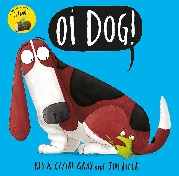 OI DOG!
KES & CLAIRE GRAY and JIM FIELD